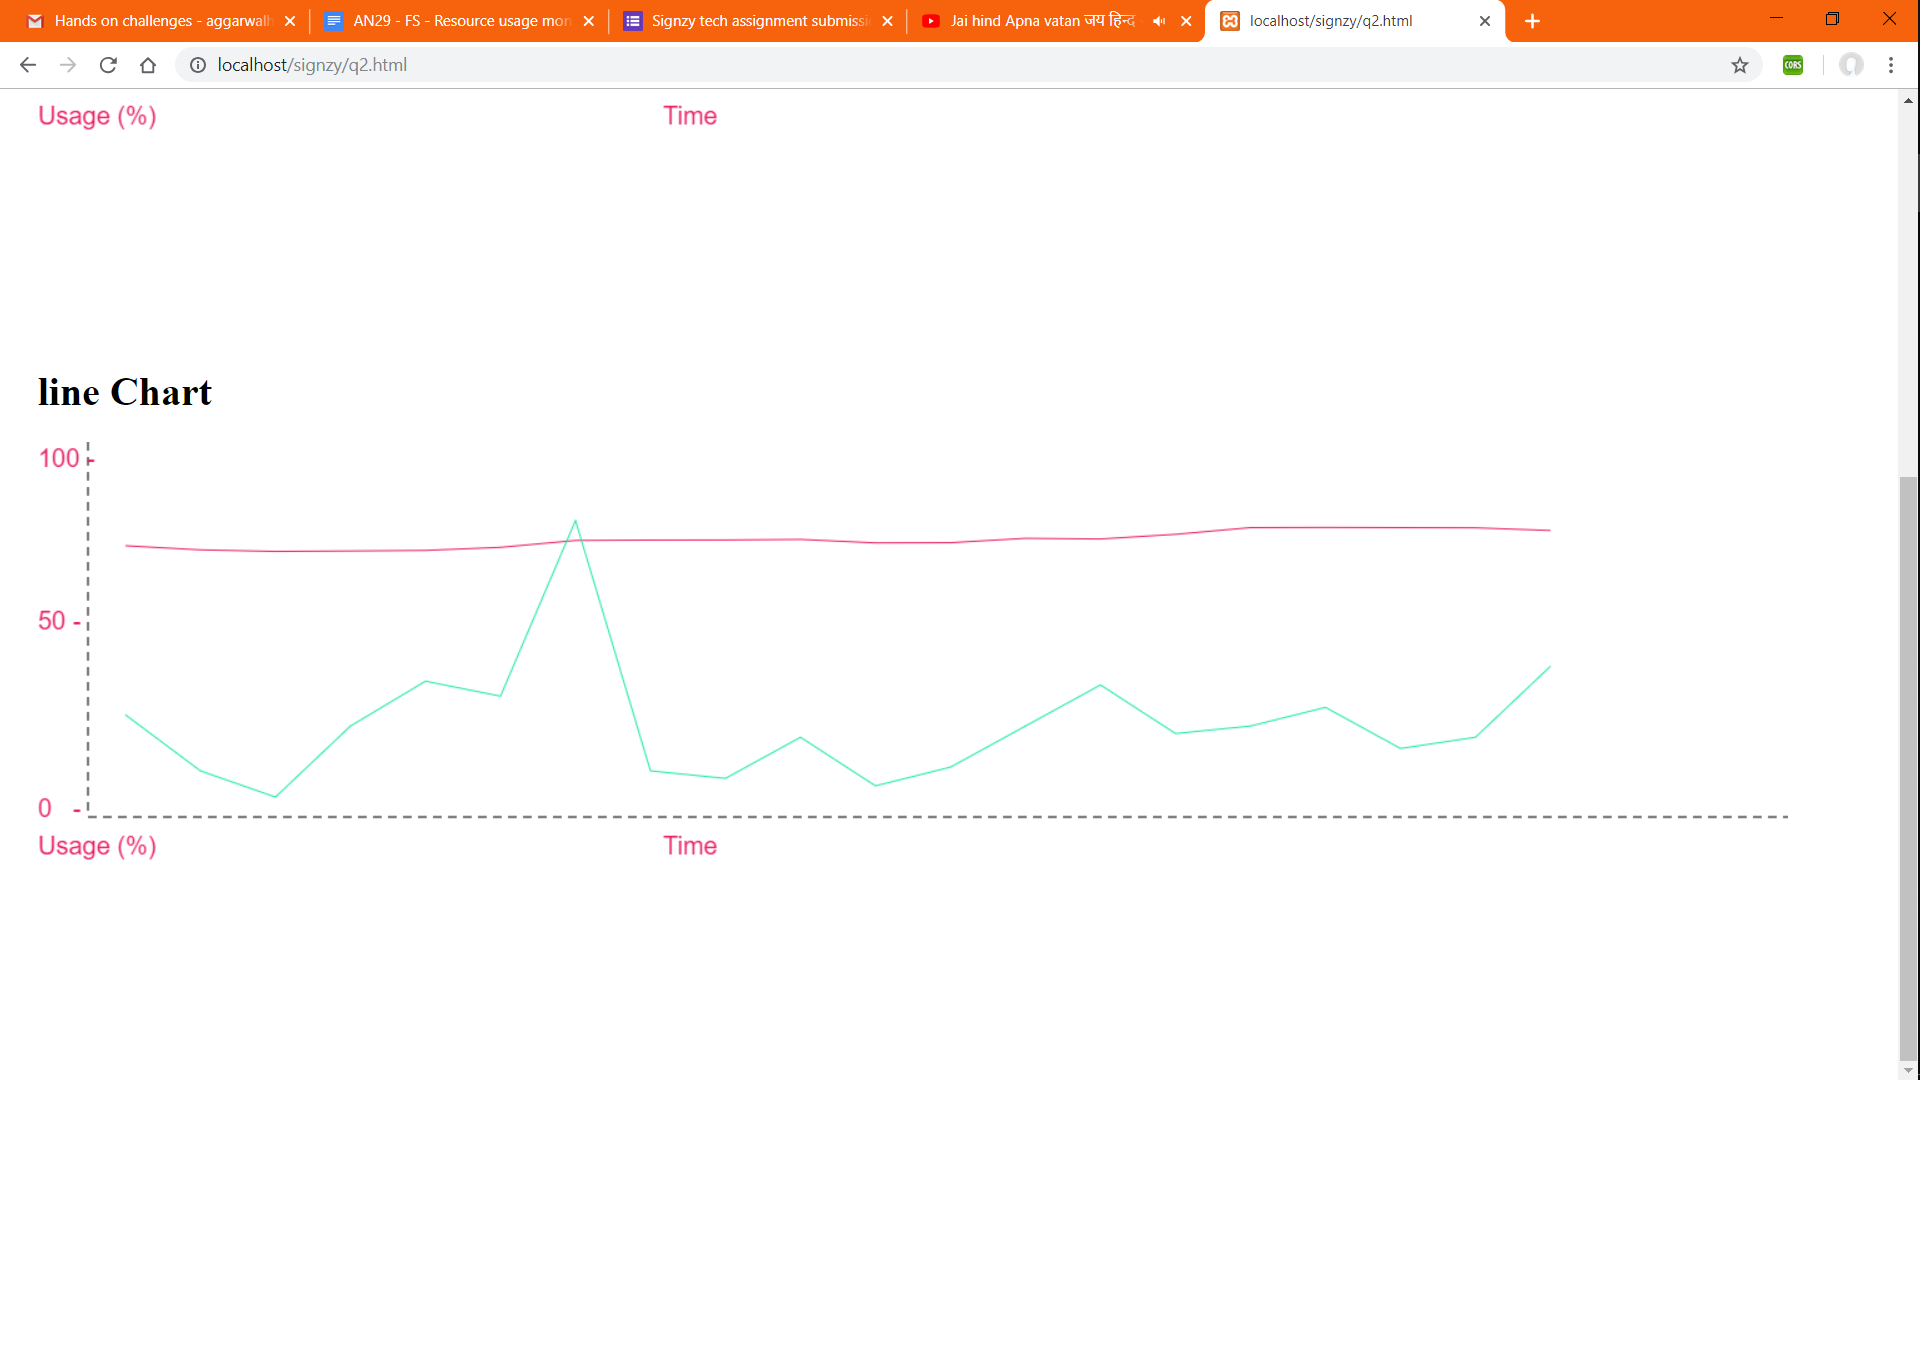 Hands on challenges - aggarwalh
AN29 - FS - Resource usage mon
Signzy tech assignment submissi
Jai hind Apna vatan जय हिन्द
localhost/signzy/q2.html
localhost/signzy/q2.html
CORS
Usage (%) Time
line Chart
100 -
50 -
0 -
Usage (%) Time